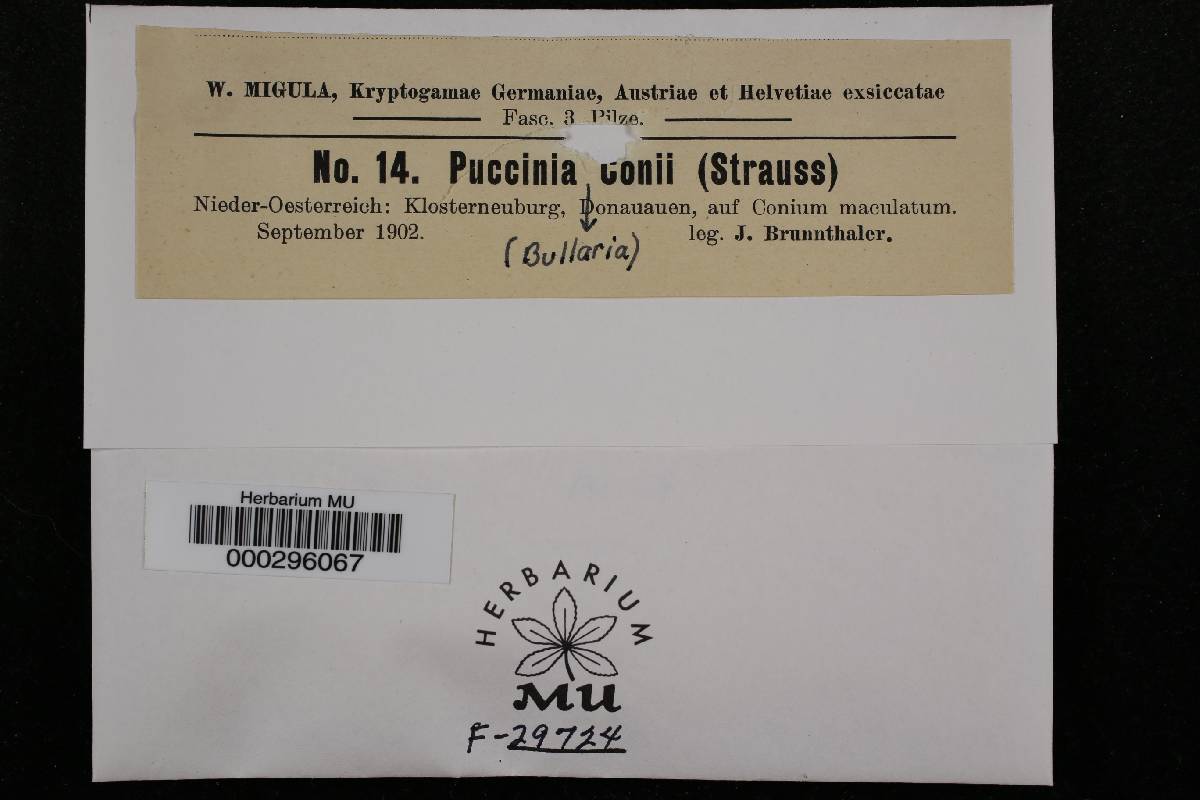 W. MIGULA, Kryptogamae Germaniae, Austriae et Helvetiae exsiccatae
Fasc. 3 Pilze.
No. 14. Puccinia Conii (Strauss)
Nieder-Oesterreich: Klosterneuburg, Donauauen, auf Conium maculatum.
September 1902. leg. J. Brunnthaler.
(Bullaria)
Herbarium MU
000296067
HERBARIUM
MU
F-29724